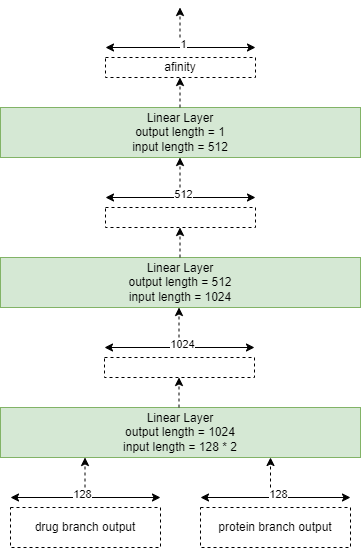 1
afinity
Linear Layer
output length = 1
input length = 512
512
Linear Layer
output length = 512
input length = 1024
1024
Linear Layer
output length = 1024
input length = 128 * 2
128
128
drug branch output
protein branch output